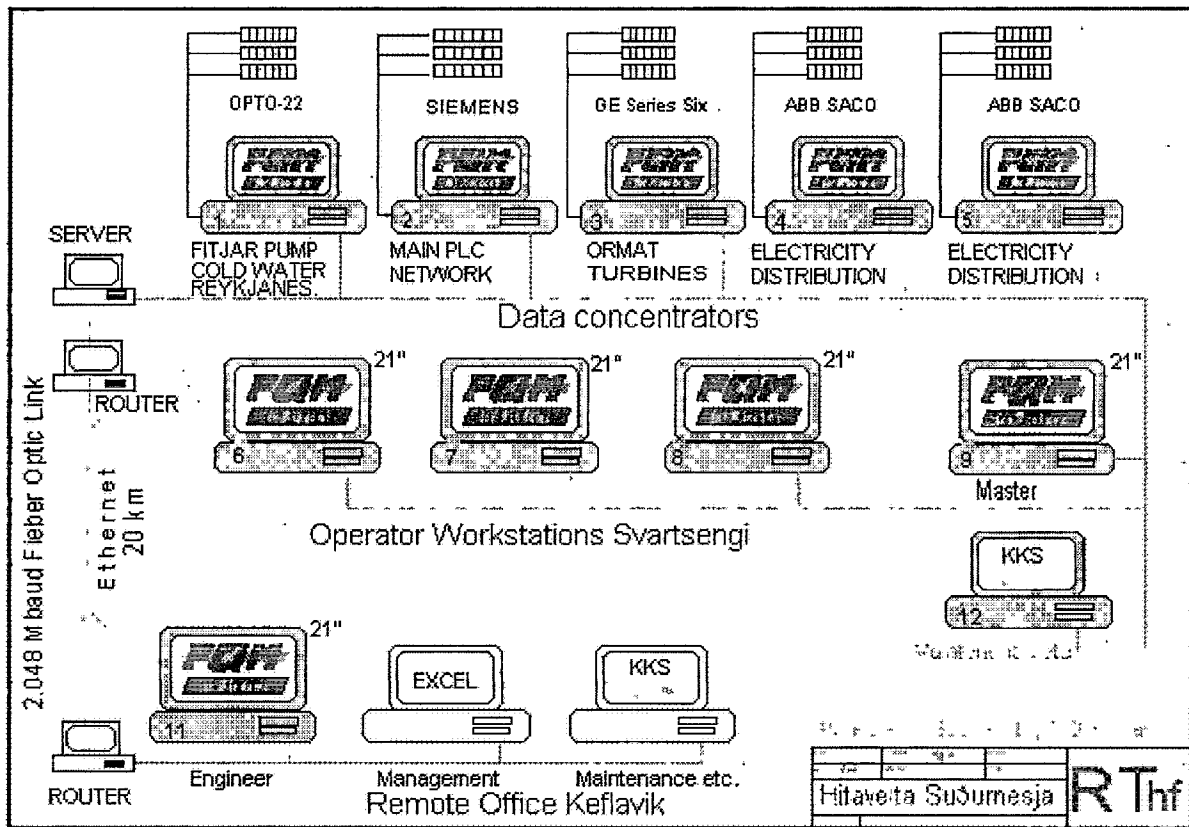 OPTO-22
SIEMENS
GE Series Six
ABB SACO
ABB SACO
1
2
3
4
5
SERVER
FITJAR PUMP
COLD WATER
REYKJANES.
MAIN PLC
NETWORK
ORMAT
TURBINES
ELECTRICITY
DISTRIBUTION
ELECTRICITY
DISTRIBUTION
Data concentrators
ROUTER
2.048 Mbaud Fieber Optic Link
Ethernet
20 km
21"
21"
21"
21"
6
7
8
9
Master
Operator Workstations Svartsengi
KKS
12
21"
11
EXCEL
KKS
ROUTER
Engineer
Management
Maintenance etc.
Remote Office Keflavik
Hitaveita Suðurnesja
RThf